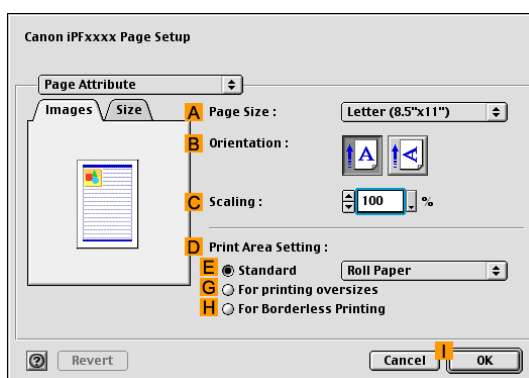 Canon iPFxxxx Page Setup
Page Attribute
Images Size
A Page Size : Letter (8.5"x11")
B Orientation : A A
C Scaling : 100 %
D Print Area Setting :
E Standard Roll Paper
G For printing oversizes
H For Borderless Printing
? Revert Cancel I OK